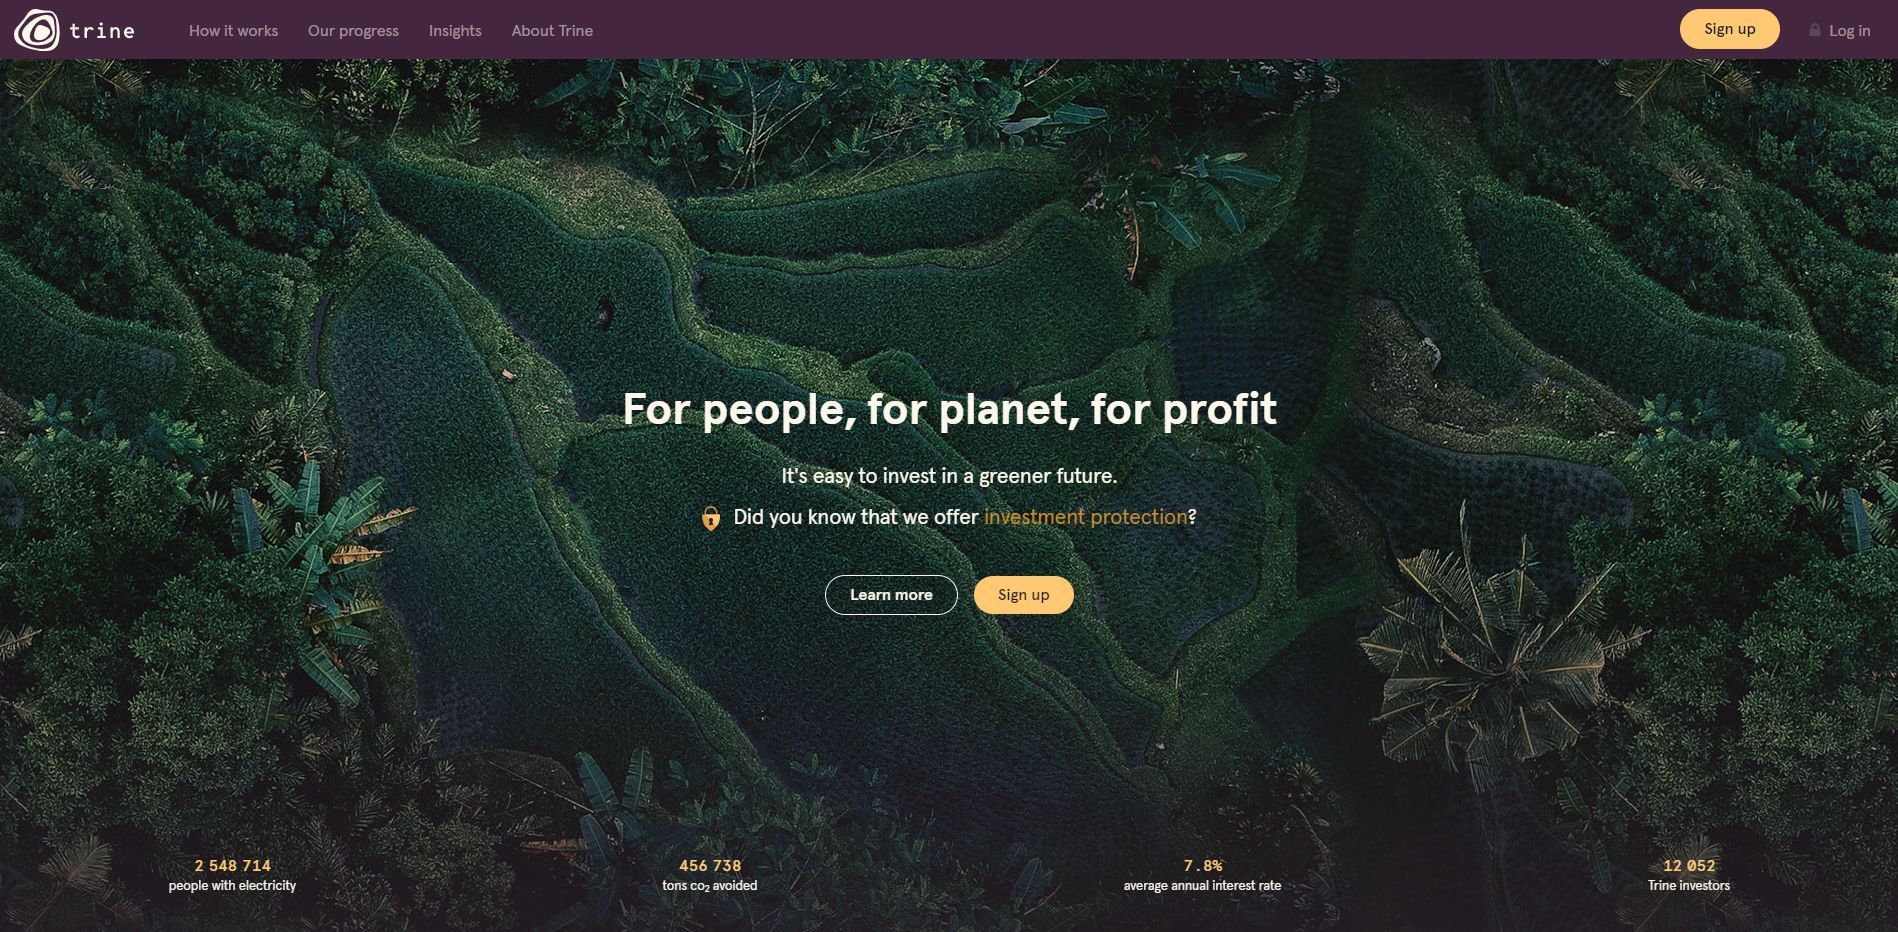 trine
How it works
Our progress
Insights
About Trine
Sign up
Log in
For people, for planet, for profit
It's easy to invest in a greener future.
Did you know that we offer investment protection?
Learn more
Sign up
2 548 714
people with electricity
456 738
tons co₂ avoided
7.8%
average annual interest rate
12 052
Trine investors